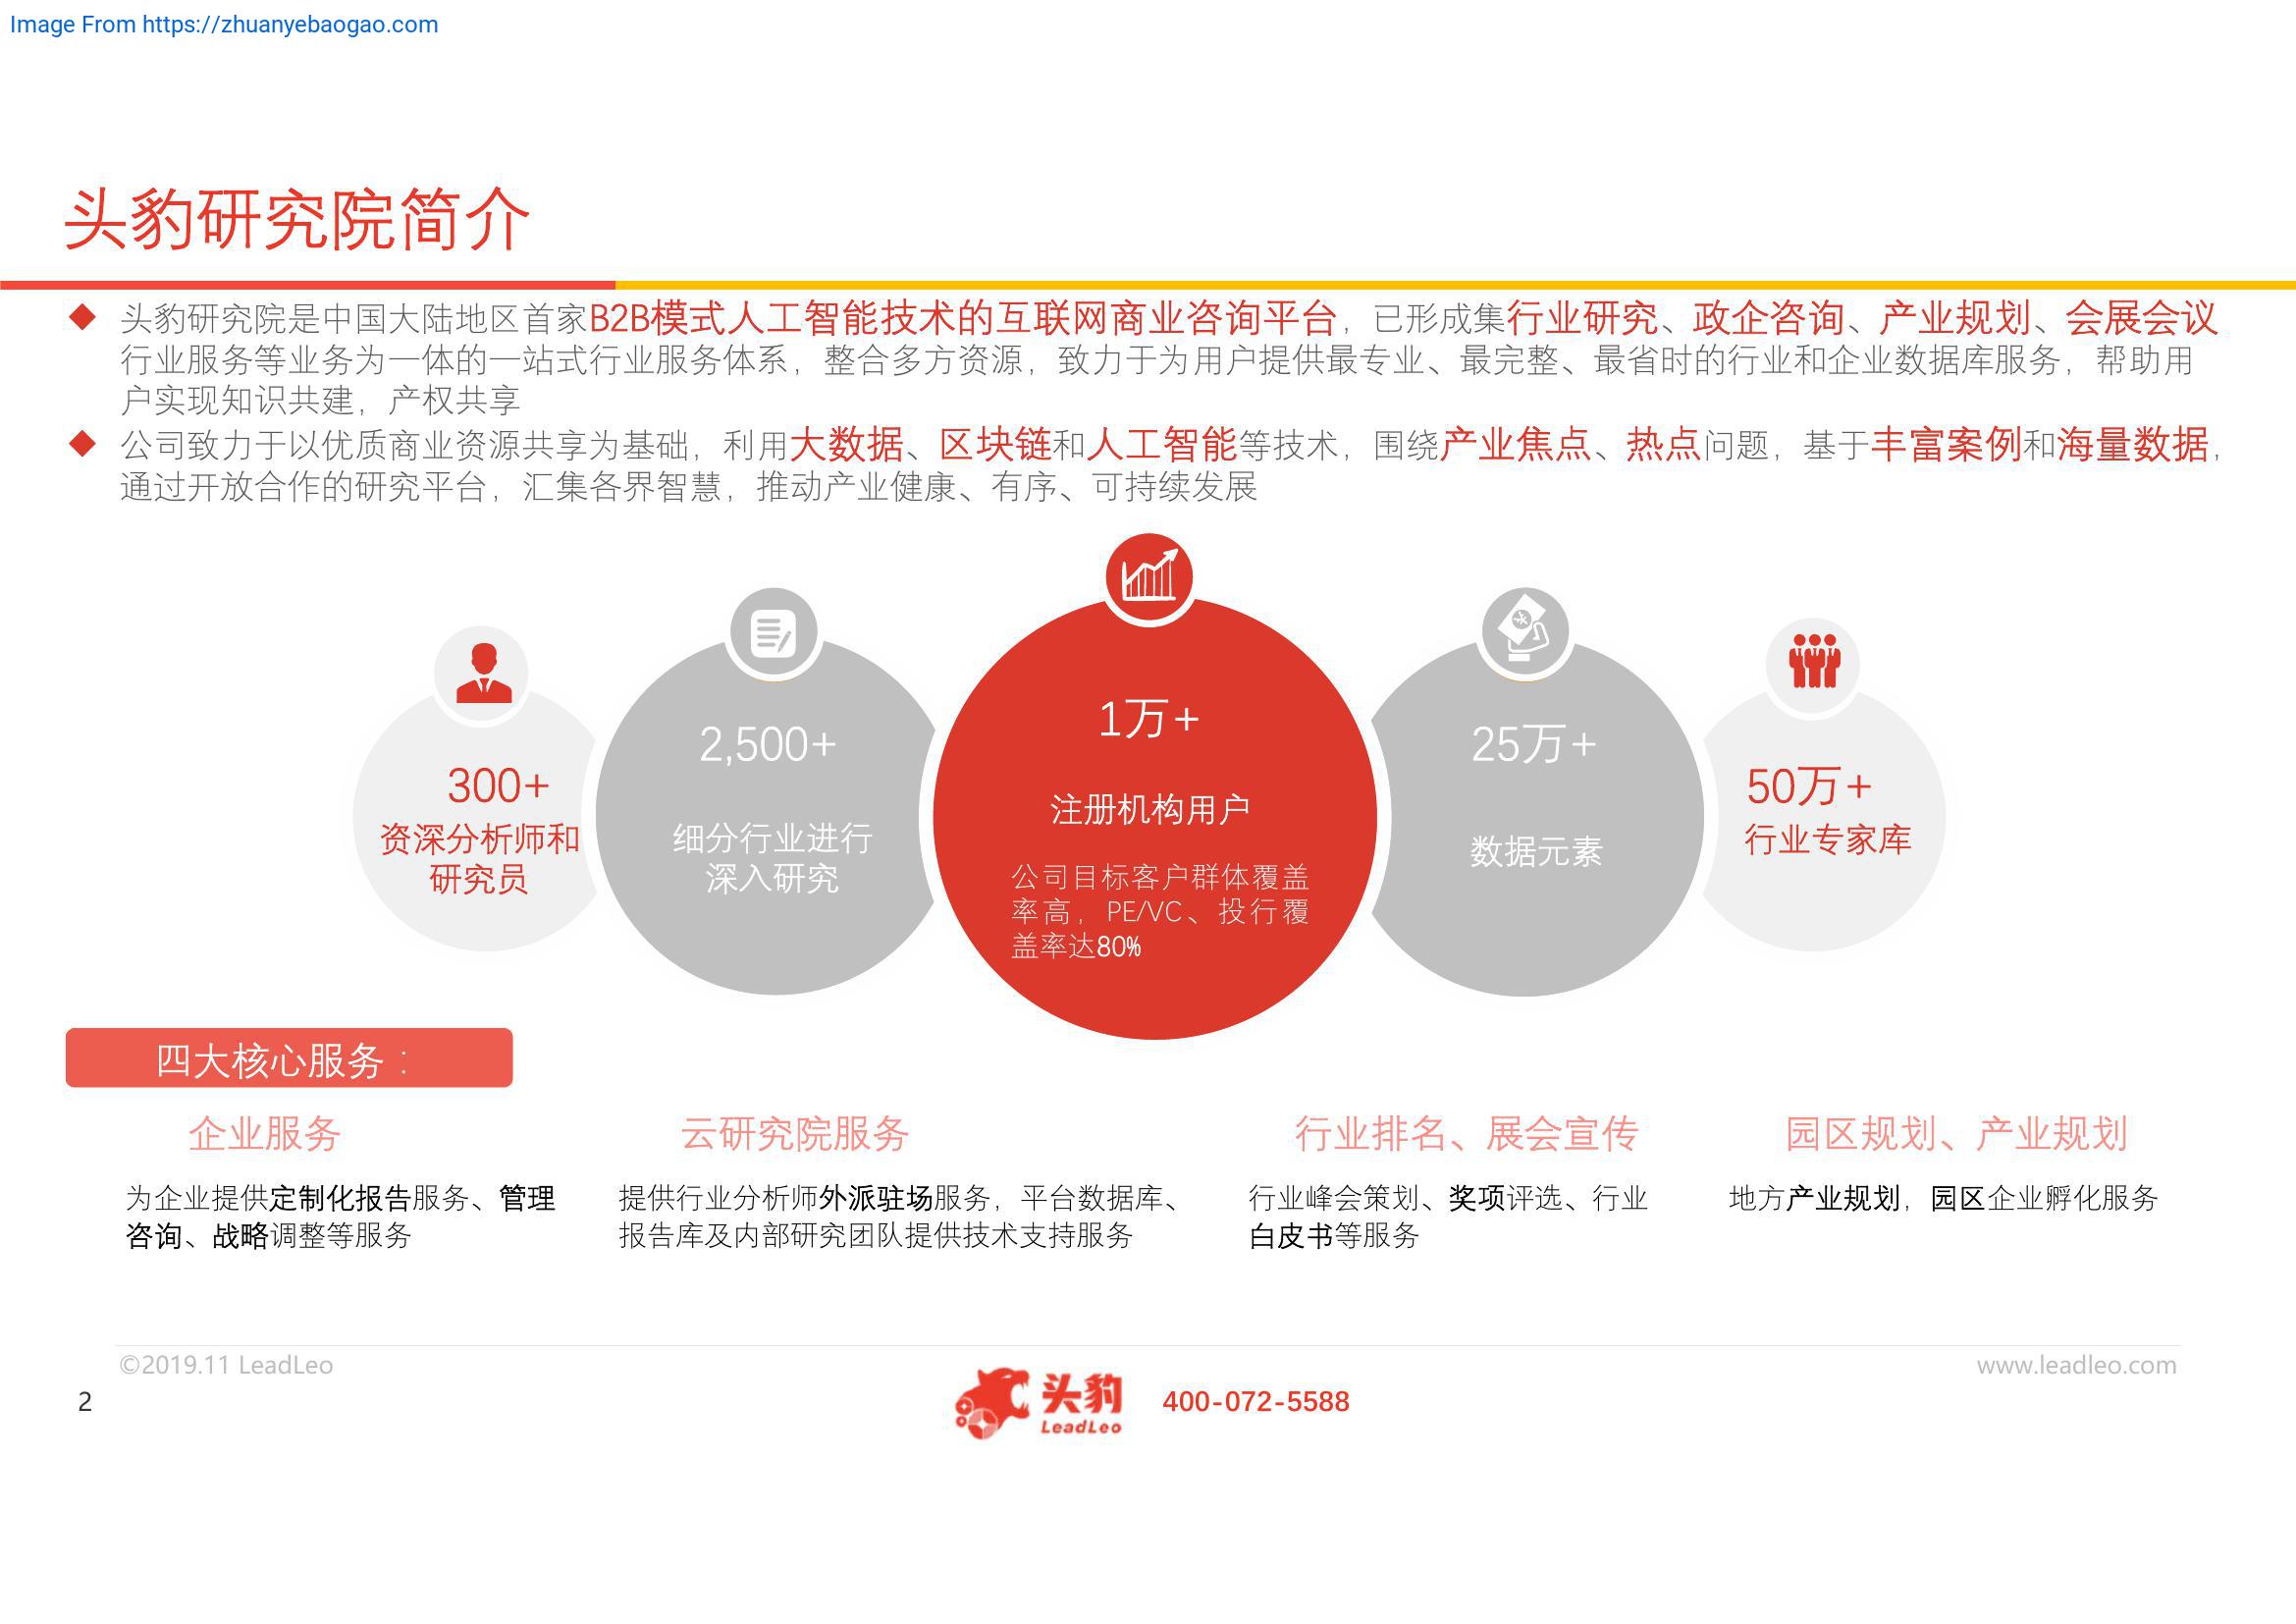 Image From https://zhuanyebaogao.com
头豹研究院简介
头豹研究院是中国大陆地区首家B2B模式人工智能技术的互联网商业咨询平台，已形成集行业研究、政企咨询、产业规划、会展会议
行业服务等业务为一体的一站式行业服务体系，整合多方资源，致力于为用户提供最专业、最完整、最省时的行业和企业数据库服务，帮助用
户实现知识共建，产权共享
公司致力于以优质商业资源共享为基础，利用大数据、区块链和人工智能等技术，围绕产业焦点、热点问题，基于丰富案例和海量数据，
通过开放合作的研究平台，汇集各界智慧，推动产业健康、有序、可持续发展
300+
资深分析师和
研究员
2,500+
细分行业进行
深入研究
1万+
注册机构用户
公司目标客户群体覆盖
率高，PE/VC、投行覆
盖率达80%
25万+
数据元素
50万+
行业专家库
四大核心服务：
企业服务
为企业提供定制化报告服务、管理
咨询、战略调整等服务
云研究院服务
提供行业分析师外派驻场服务，平台数据库、
报告库及内部研究团队提供技术支持服务
行业排名、展会宣传
行业峰会策划、奖项评选、行业
白皮书等服务
园区规划、产业规划
地方产业规划，园区企业孵化服务
©2019.11 LeadLeo
www.leadleo.com
2
头豹
LeadLeo
400-072-5588